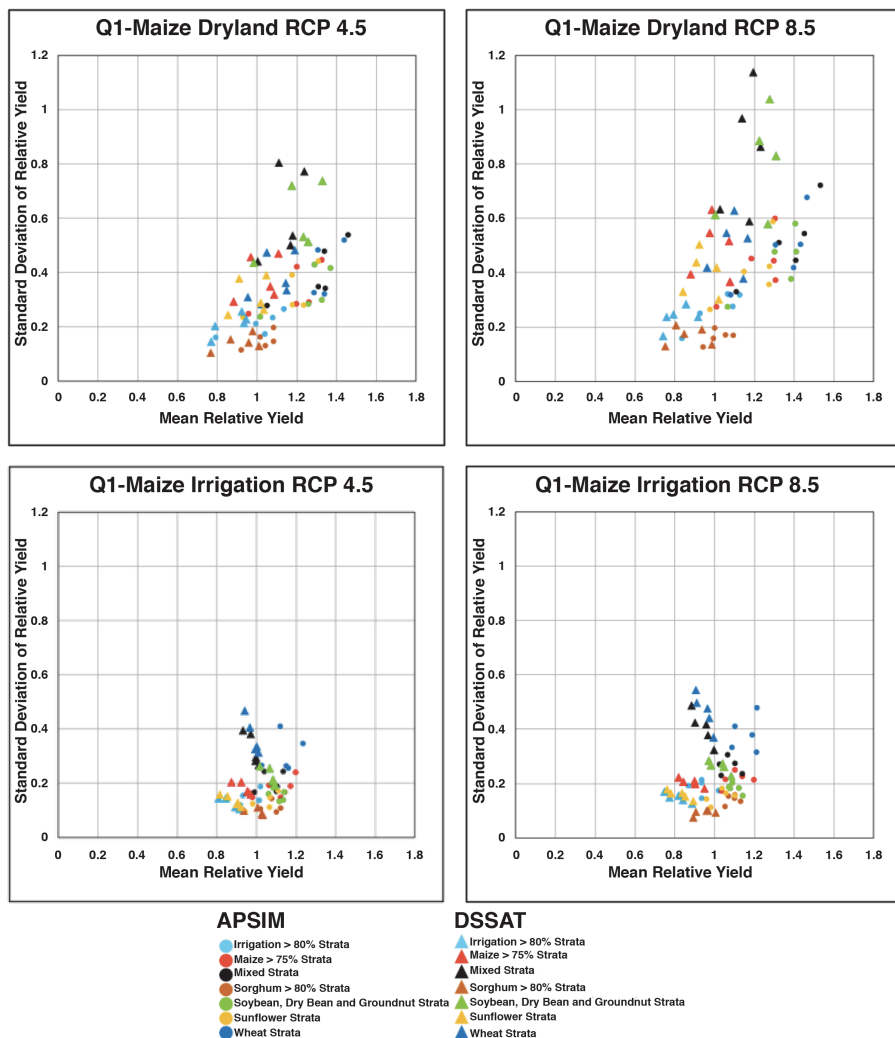 Q1-Maize Dryland RCP 4.5
Standard Deviation of Relative Yield
1.2
1
0.8
0.6
0.4
0.2
0
0 0.2 0.4 0.6 0.8 1 1.2 1.4 1.6 1.8
Mean Relative Yield
Q1-Maize Dryland RCP 8.5
Standard Deviation of Relative Yield
1.2
1
0.8
0.6
0.4
0.2
0
0 0.2 0.4 0.6 0.8 1 1.2 1.4 1.6 1.8
Mean Relative Yield
Q1-Maize Irrigation RCP 4.5
Standard Deviation of Relative Yield
1.2
1
0.8
0.6
0.4
0.2
0
0 0.2 0.4 0.6 0.8 1 1.2 1.4 1.6 1.8
Mean Relative Yield
Q1-Maize Irrigation RCP 8.5
Standard Deviation of Relative Yield
1.2
1
0.8
0.6
0.4
0.2
0
0 0.2 0.4 0.6 0.8 1 1.2 1.4 1.6 1.8
Mean Relative Yield
APSIM
Irrigation > 80% Strata
Maize > 75% Strata
Mixed Strata
Sorghum > 80% Strata
Soybean, Dry Bean and Groundnut Strata
Sunflower Strata
Wheat Strata
DSSAT
Irrigation > 80% Strata
Maize > 75% Strata
Mixed Strata
Sorghum > 80% Strata
Soybean, Dry Bean and Groundnut Strata
Sunflower Strata
Wheat Strata